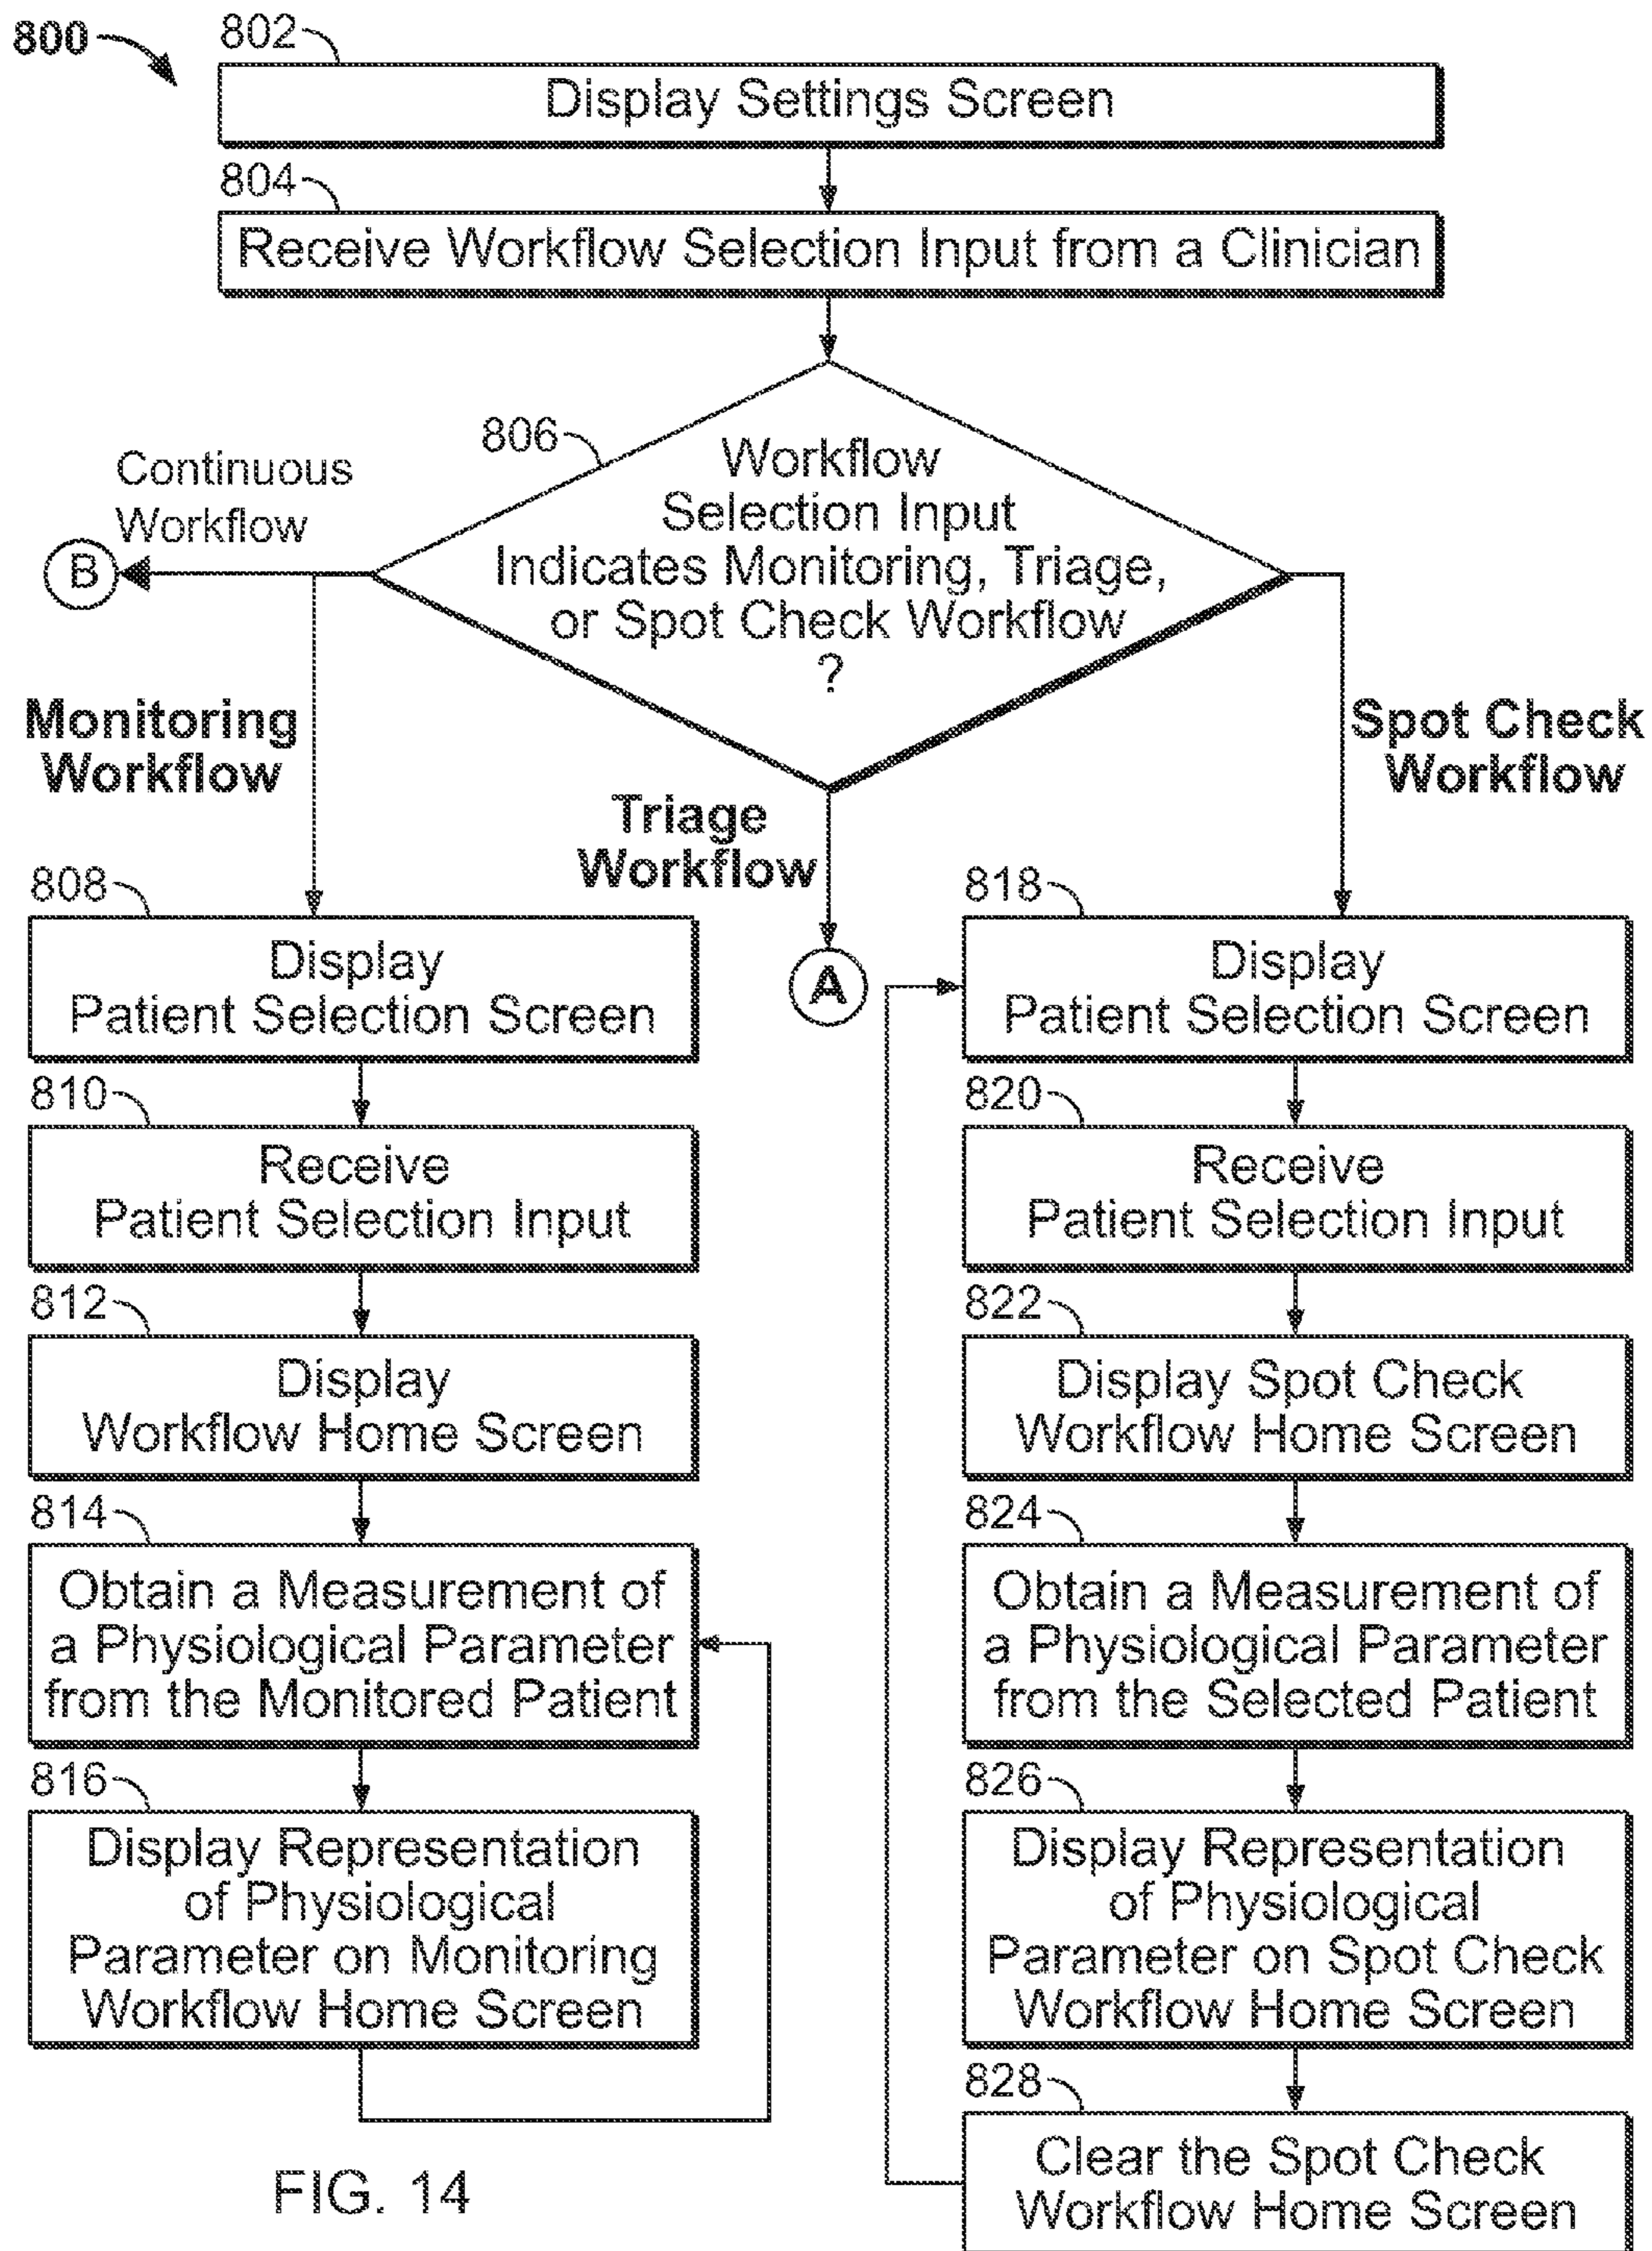 800
802
Display Settings Screen
804
Receive Workflow Selection Input from a Clinician
806
Workflow
Selection Input
Indicates Monitoring, Triage,
or Spot Check Workflow
?
Continuous
Workflow
B
Monitoring
Workflow
Triage
Workflow
A
Spot Check
Workflow
808
Display
Patient Selection Screen
810
Receive
Patient Selection Input
812
Display
Workflow Home Screen
814
Obtain a Measurement of
a Physiological Parameter
from the Monitored Patient
816
Display Representation
of Physiological
Parameter on Monitoring
Workflow Home Screen
818
Display
Patient Selection Screen
820
Receive
Patient Selection Input
822
Display Spot Check
Workflow Home Screen
824
Obtain a Measurement of
a Physiological Parameter
from the Selected Patient
826
Display Representation
of Physiological
Parameter on Spot Check
Workflow Home Screen
828
Clear the Spot Check
Workflow Home Screen
FIG. 14